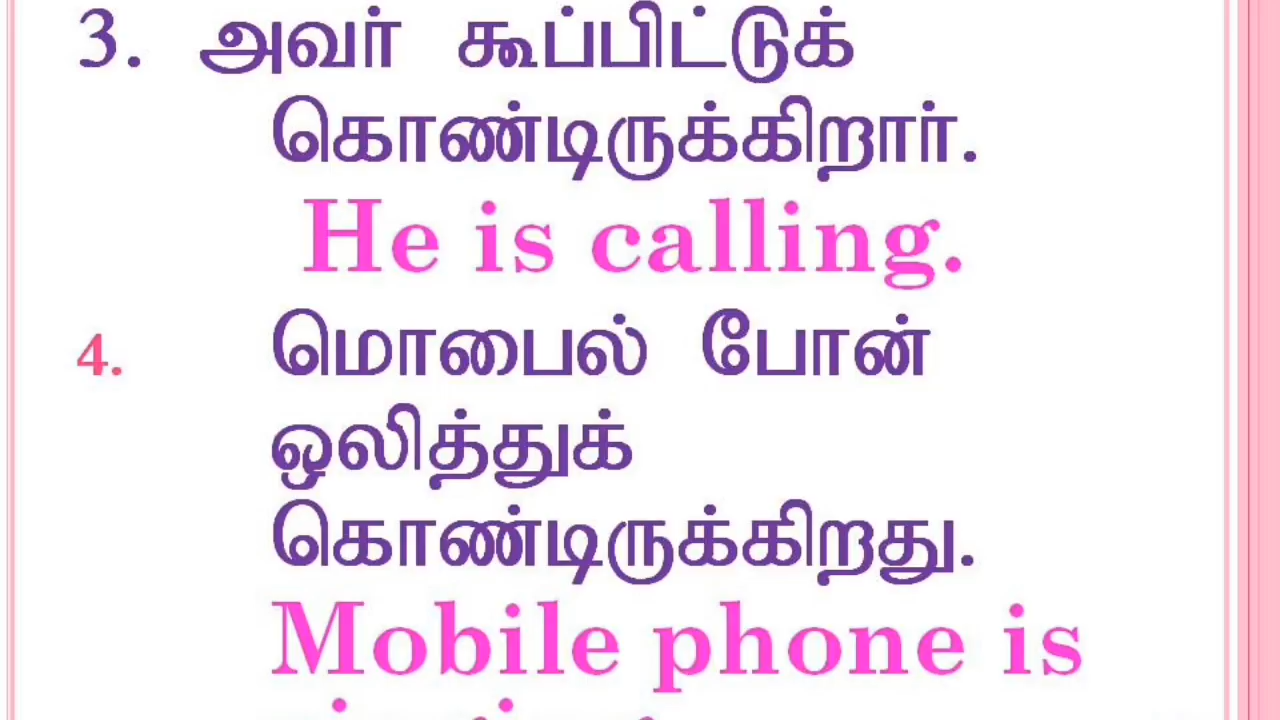 3. அவர் கூப்பிட்டுக்
கொண்டிருக்கிறார்.
He is calling.
4. மொபைல் போன்
ஒலித்துக்
கொண்டிருக்கிறது.
Mobile phone is